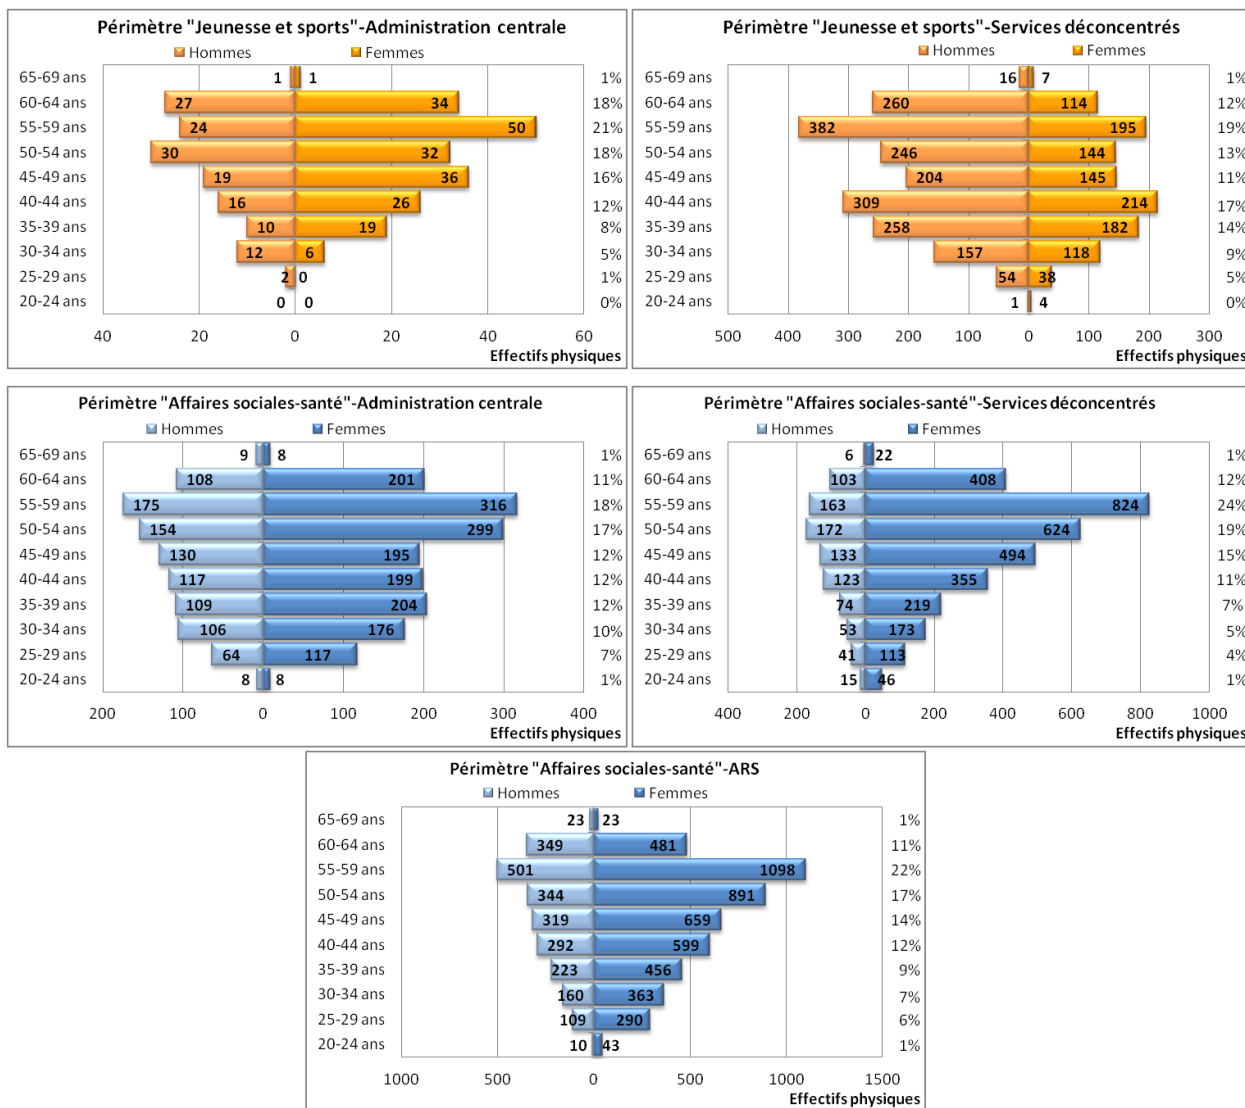 Périmètre "Jeunesse et sports"-Administration centrale
Hommes Femmes
65-69 ans 1 1 1%
60-64 ans 27 34 18%
55-59 ans 24 50 21%
50-54 ans 30 32 18%
45-49 ans 19 36 16%
40-44 ans 16 26 12%
35-39 ans 10 19 8%
30-34 ans 12 6 5%
25-29 ans 2 0 1%
20-24 ans 0 0 0%
40 20 0 20 40 60
Effectifs physiques
Périmètre "Jeunesse et sports"-Services déconcentrés
Hommes Femmes
65-69 ans 16 7 1%
60-64 ans 260 114 12%
55-59 ans 382 195 19%
50-54 ans 246 144 13%
45-49 ans 204 145 11%
40-44 ans 309 214 17%
35-39 ans 258 182 14%
30-34 ans 157 118 9%
25-29 ans 54 38 5%
20-24 ans 1 4 0%
500 400 300 200 100 0 100 200 300
Effectifs physiques
Périmètre "Affaires sociales-santé"-Administration centrale
Hommes Femmes
65-69 ans 9 8 1%
60-64 ans 108 201 11%
55-59 ans 175 316 18%
50-54 ans 154 299 17%
45-49 ans 130 195 12%
40-44 ans 117 199 12%
35-39 ans 109 204 12%
30-34 ans 106 176 10%
25-29 ans 64 117 7%
20-24 ans 8 8 1%
200 100 0 100 200 300 400
Effectifs physiques
Périmètre "Affaires sociales-santé"-Services déconcentrés
Hommes Femmes
65-69 ans 6 22 1%
60-64 ans 103 408 12%
55-59 ans 163 824 24%
50-54 ans 172 624 19%
45-49 ans 133 494 15%
40-44 ans 123 355 11%
35-39 ans 74 219 7%
30-34 ans 53 173 5%
25-29 ans 41 113 4%
20-24 ans 15 46 1%
400 200 0 200 400 600 800 1000
Effectifs physiques
Périmètre "Affaires sociales-santé"-ARS
Hommes Femmes
65-69 ans 23 23 1%
60-64 ans 349 481 11%
55-59 ans 501 1098 22%
50-54 ans 344 891 17%
45-49 ans 319 659 14%
40-44 ans 292 599 12%
35-39 ans 223 456 9%
30-34 ans 160 363 7%
25-29 ans 109 290 6%
20-24 ans 10 43 1%
1000 500 0 500 1000 1500
Effectifs physiques